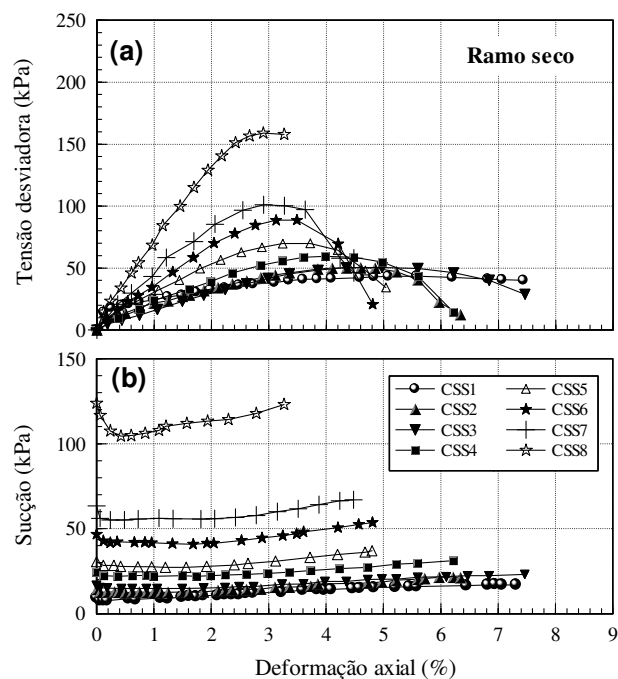 250
(a)
Ramo seco
200
150
100
50
0
Tensão desviadora (kPa)
150
(b)
CSS1
CSS5
CSS2
CSS6
CSS3
CSS7
CSS4
CSS8
100
50
0
Sucção (kPa)
0 1 2 3 4 5 6 7 8 9
Deformação axial (%)